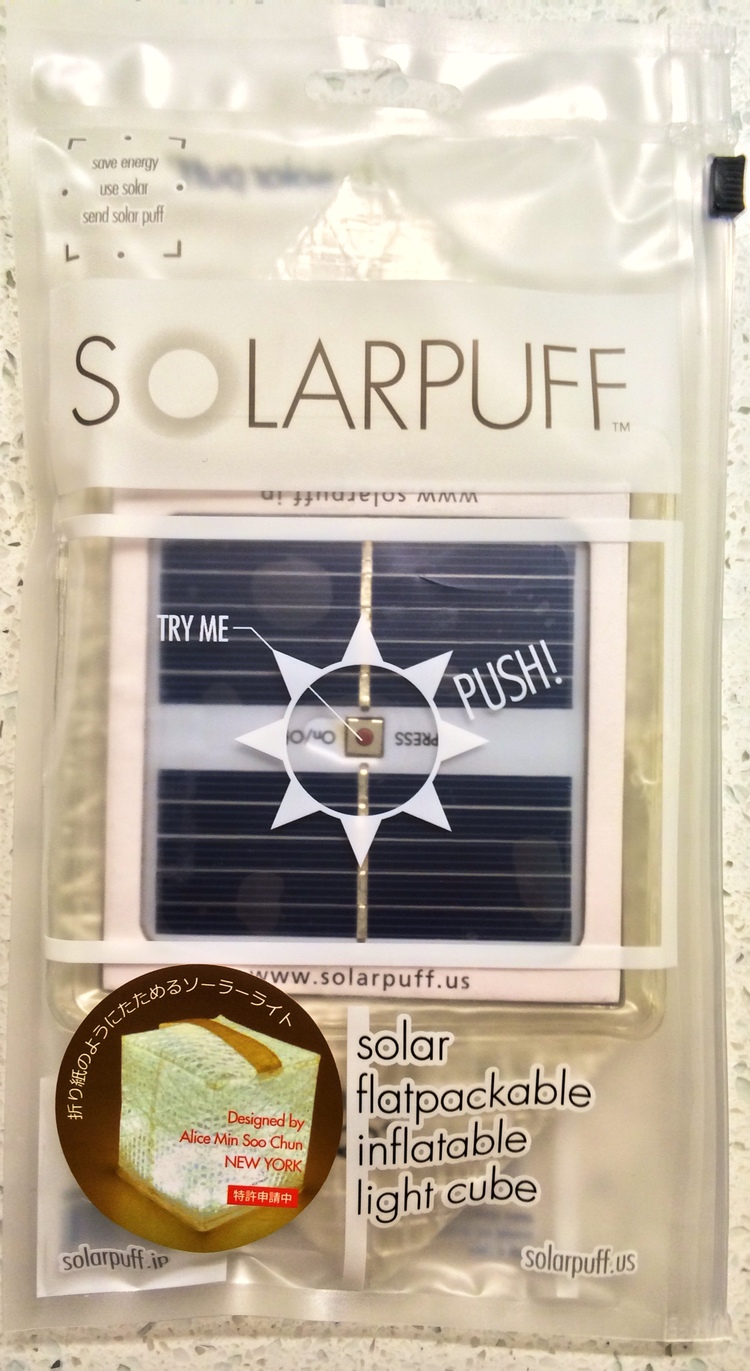 save energy
use solar
send solar puff
solar puff
SOLARPUFF™
www.solarpuff.jp
TRY ME
PUSH!
PRESS
On/O
www.solarpuff.us
折り紙のようにたためるソーラーライト
Designed by
Alice Min Soo Chun
NEW YORK
特許申請中
solar
flatpackable
inflatable
light cube
solarpuff.jp
solarpuff.us